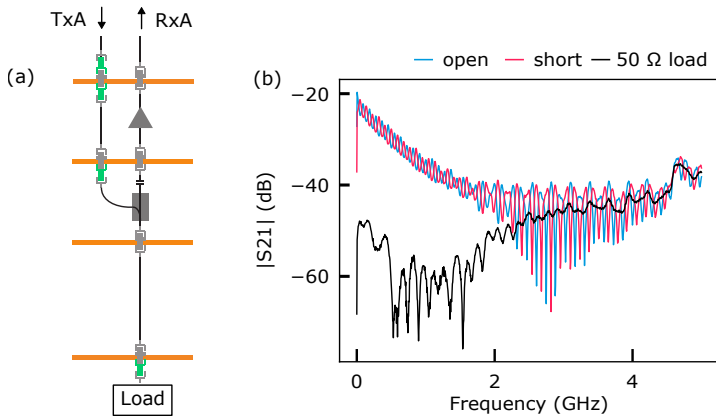 TxA RxA
(a)
Load
(b)
open short 50 Ω load
|S21| (dB)
−20
−40
−60
0 2 4
Frequency (GHz)